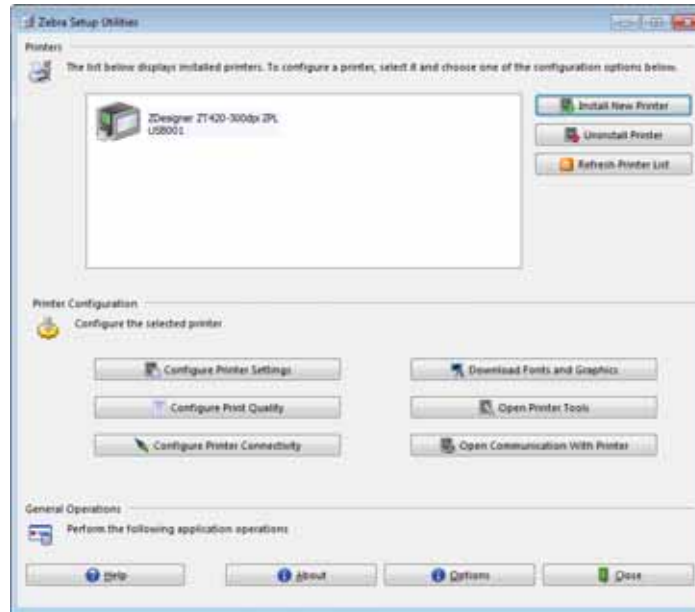 Zebra Setup Utilities
Printers
The list below displays installed printers. To configure a printer, select it and choose one of the configuration options below.
ZDesigner ZT420-300dpi ZPL
USB001
Install New Printer
Uninstall Printer
Refresh Printer List
Printer Configuration
Configure the selected printer
Configure Printer Settings
Download Fonts and Graphics
Configure Print Quality
Open Printer Tools
Configure Printer Connectivity
Open Communication With Printer
General Operations
Perform the following application operations
Help
About
Options
Close